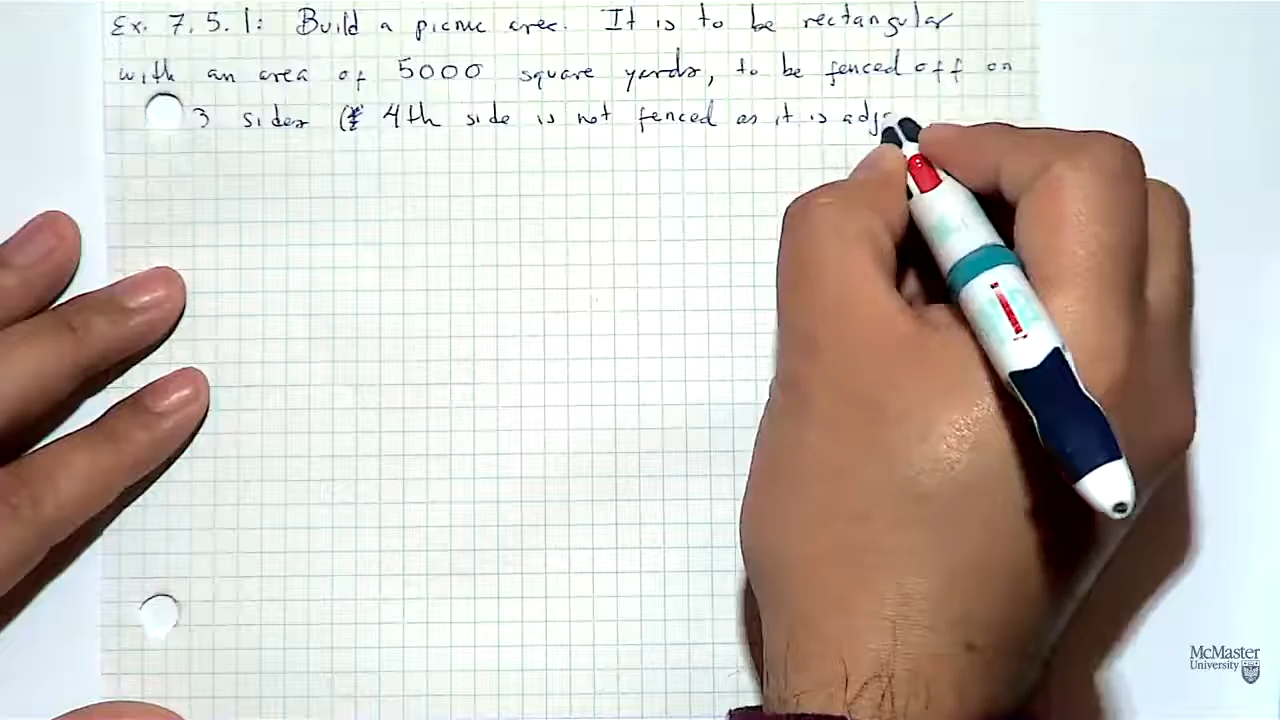 Ex. 7.5.1: Build a picnic area. It is to be rectangular
with an area of 5000 square yards, to be fenced off on
3 sides ( 4th side is not fenced as it is adj
McMaster
University